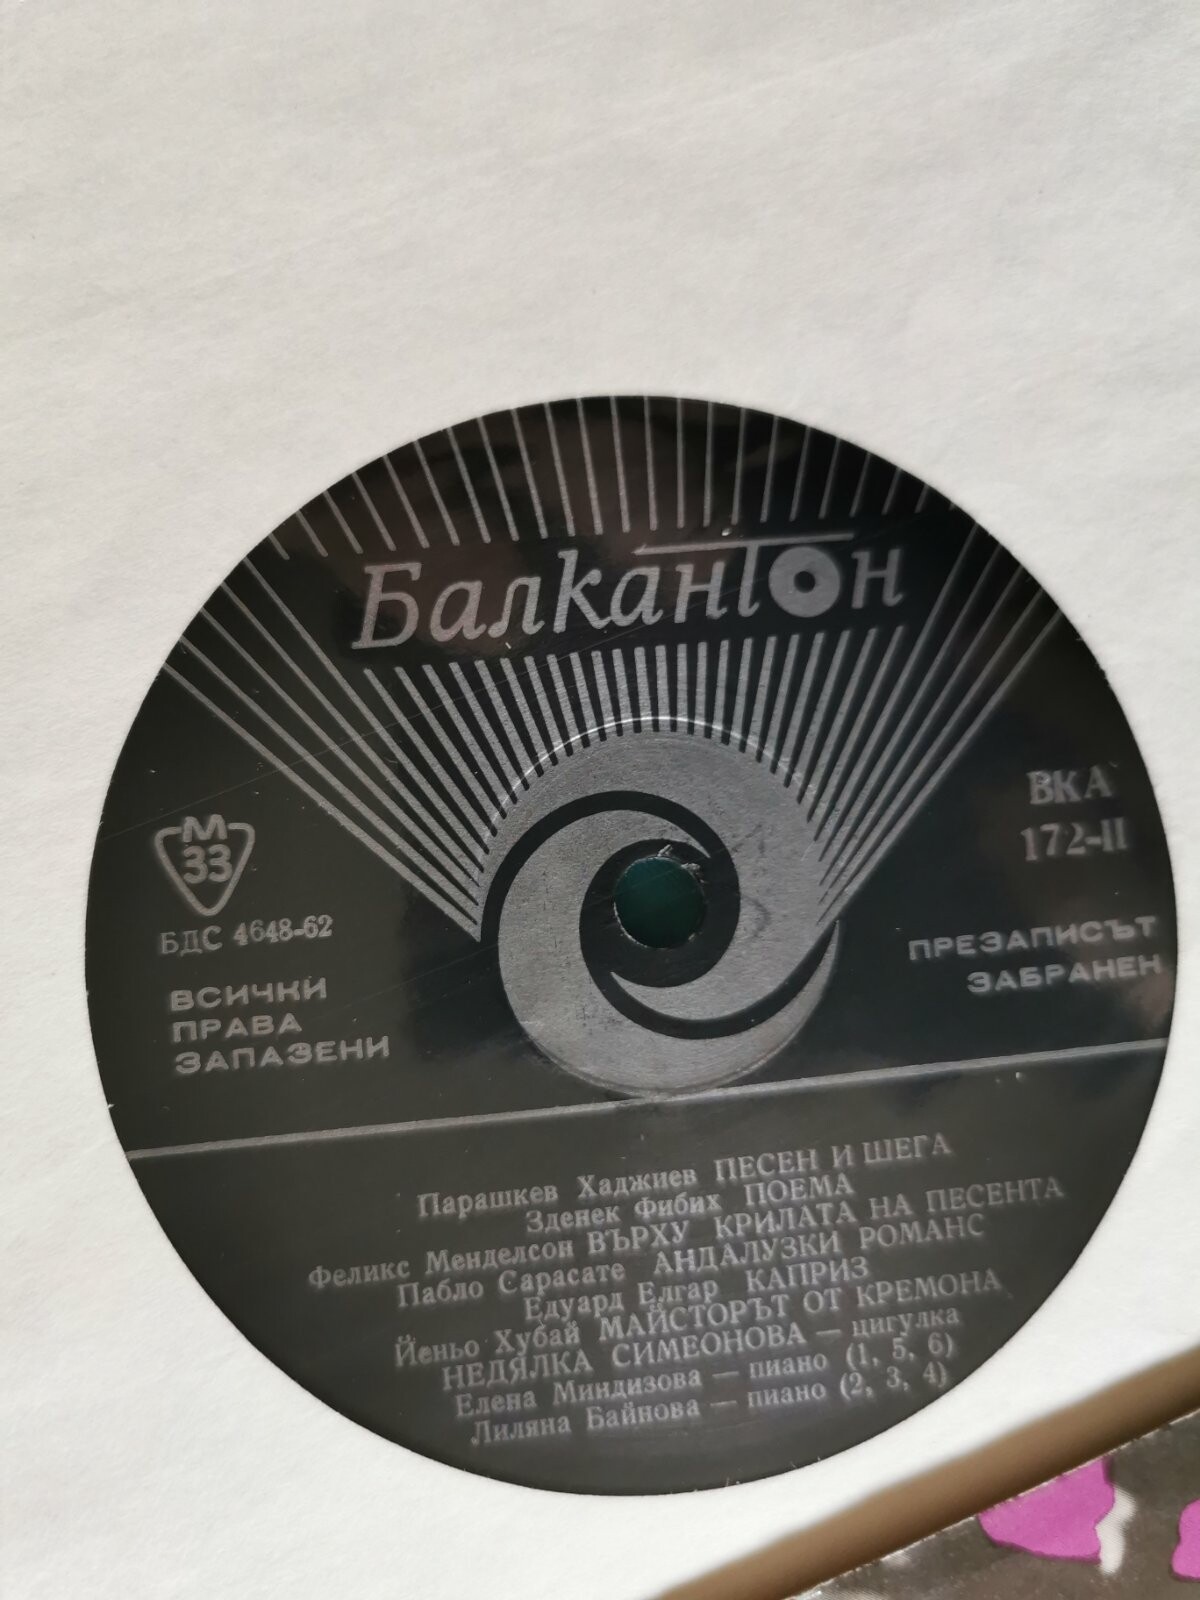 Балкантон
М
33
БДС 4648-62
ВСИЧКИ
ПРАВА
ЗАПАЗЕНИ
ВКА
172-II
ПРЕЗАПИСЪТ
ЗАБРАНЕН
Парашкев Хаджиев ПЕСЕН И ШЕГА
Зденек Фибих ПОЕМА
Феликс Менделсон ВЪРХУ КРИЛАТА НА ПЕСЕНТА
Пабло Сарасате АНДАЛУЗКИ РОМАНС
Едуард Елгар КАПРИЗ
Йеньо Хубай МАЙСТОРЪТ ОТ КРЕМОНА
НЕДЯЛКА СИМЕОНОВА — цигулка
Елена Миндизова — пиано (1, 5, 6)
Лиляна Байнова — пиано (2, 3, 4)